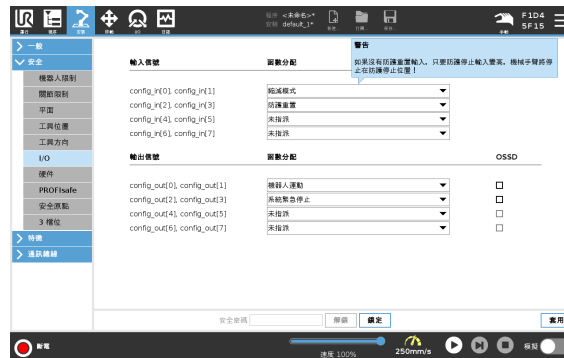 程序 <未命名>*
安裝 default_1*
F1D4
5F15
運行
程序
安裝
移動
I/O
日誌
新建...
打開...
保存...
手動
一般
安全
機器人限制
關節限制
平面
工具位置
工具方向
I/O
硬件
PROFIsafe
安全原點
3 檔位
特徵
通訊總線
警告
如果沒有防護重置輸入，只要防護停止輸入變高，機械手臂將停
止在防護停止位置！
輸入信號
函數分配
config_in[0], config_in[1]
縮減模式
config_in[2], config_in[3]
防護重置
config_in[4], config_in[5]
未指派
config_in[6], config_in[7]
未指派
輸出信號
函數分配
OSSD
config_out[0], config_out[1]
機器人運動
config_out[2], config_out[3]
系統緊急停止
config_out[4], config_out[5]
未指派
config_out[6], config_out[7]
未指派
安全密碼
解鎖
鎖定
套用
斷電
速度 100%
250mm/s
模擬